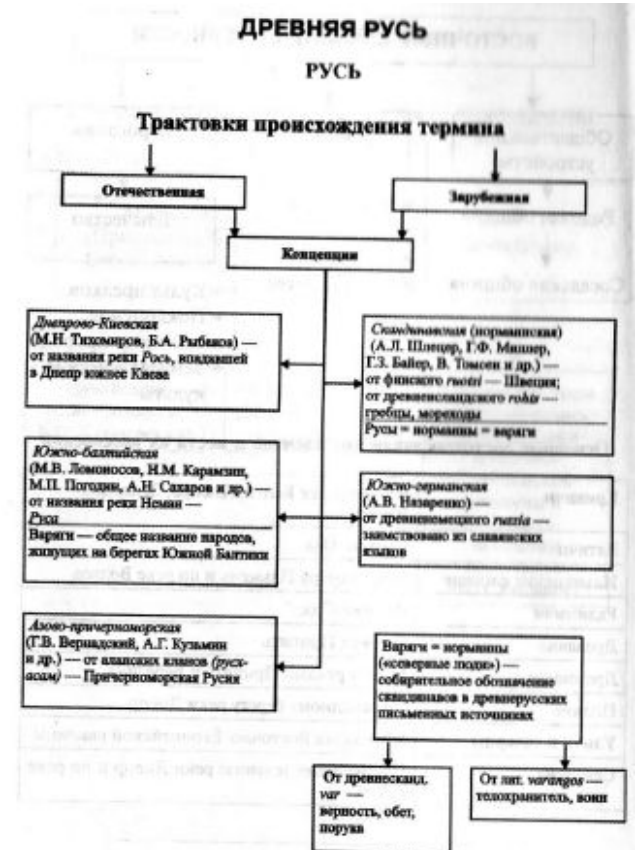 ДРЕВНЯЯ РУСЬ
РУСЬ
Трактовки происхождения термина
Отечественная
Зарубежная
Концепции
Днепрово-Киевская
(М.Н. Тихомиров, Б.А. Рыбаков) —
от названия реки Рось, впадавшей
в Днепр южнее Киева
Скандинавская (норманнская)
(А.Л. Шлецер, Г.Ф. Миллер,
Г.З. Байер, В. Томсен и др.) —
от финского ruotsi — Швеция;
от древнеисландского
гребцы, мореходы
Русы = норманны = варяги
Южно-балтийская
(М.В. Ломоносов, Н.М. Карамзин,
М.П. Погодин, А.Н. Сахаров и др.) —
от названия реки Неман —
Руса
Варяги — общее название народов,
живущих на берегах Южной Балтики
Южно-германская
(А.В. Назаренко) —
от древненемецкого ruzzia —
заимствовано из славянских
языков
Азово-причерноморская
(Г.В. Вернадский, А.Г. Кузьмин
и др.) — от аланских кланов (рухс-
асам) — Причерноморская Русия
Варяги = норманны
(«северные люди») —
собирательное обозначение
сквидинавов в древнерусских
письменных источниках
От древнесканд.
var —
верность, обет,
порука
От лит. varangos —
телохранитель, воин